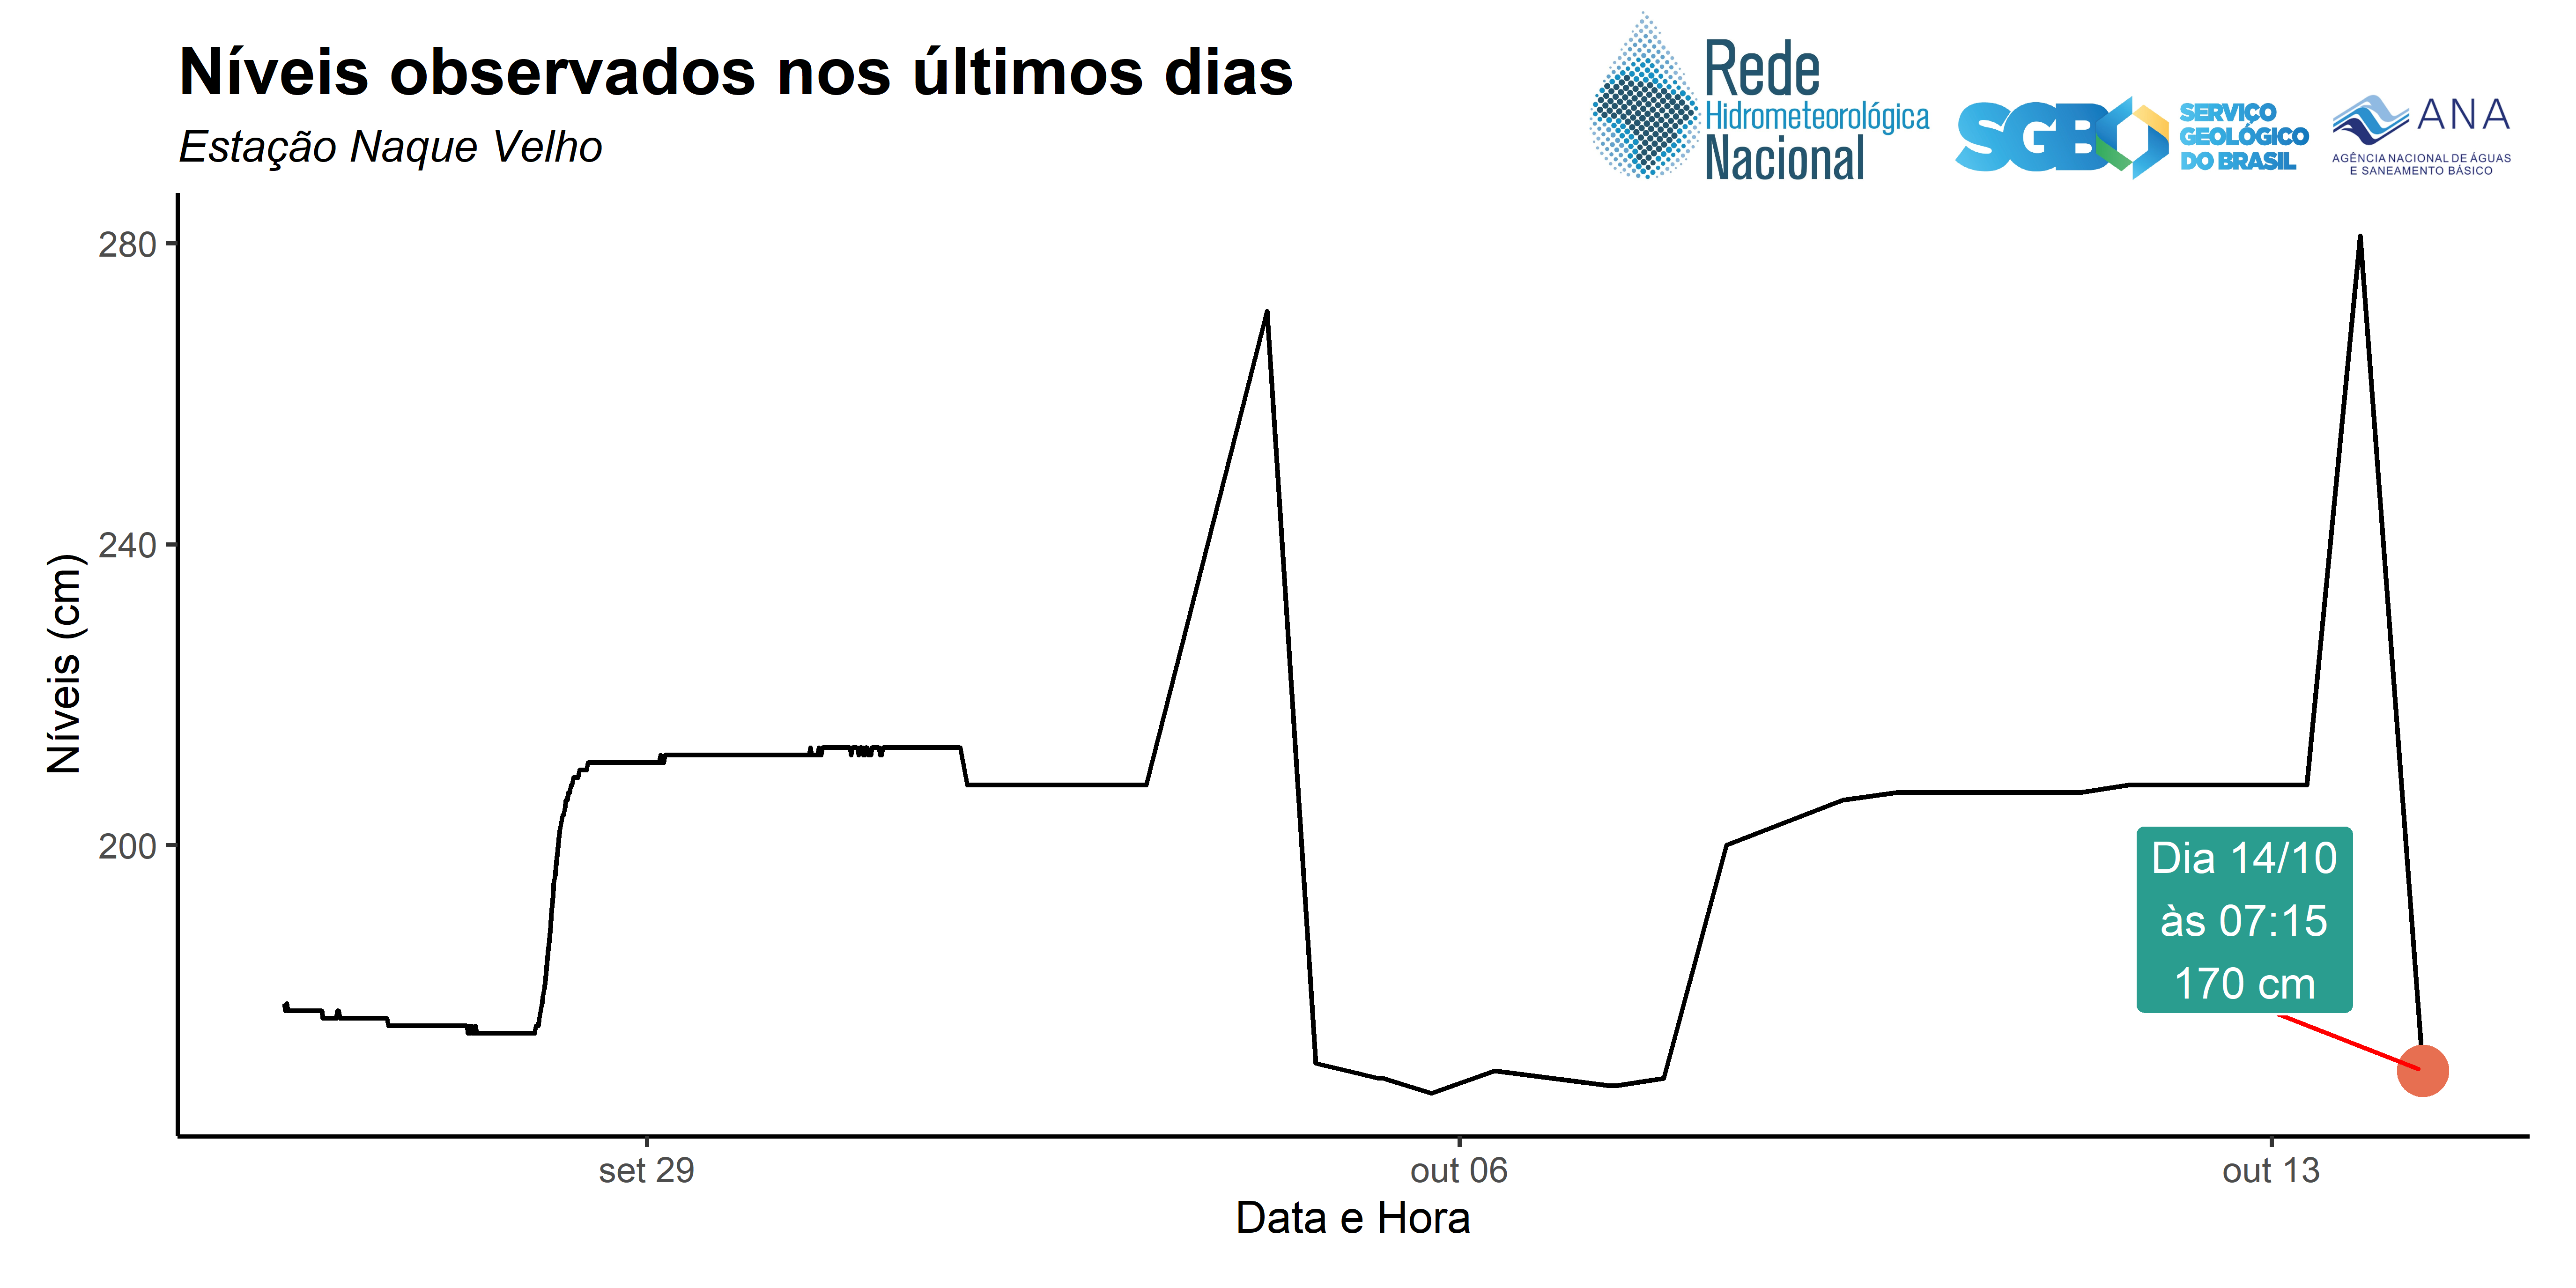 Níveis observados nos últimos dias
Estação Naque Velho
Rede
Hidrometeorológica
Nacional
SGB
SERVIÇO
GEOLÓGICO
DO BRASIL
ANA
AGÊNCIA NACIONAL DE ÁGUAS
E SANEAMENTO BÁSICO
280
240
200
Níveis (cm)
Dia 14/10
às 07:15
170 cm
set 29
out 06
out 13
Data e Hora